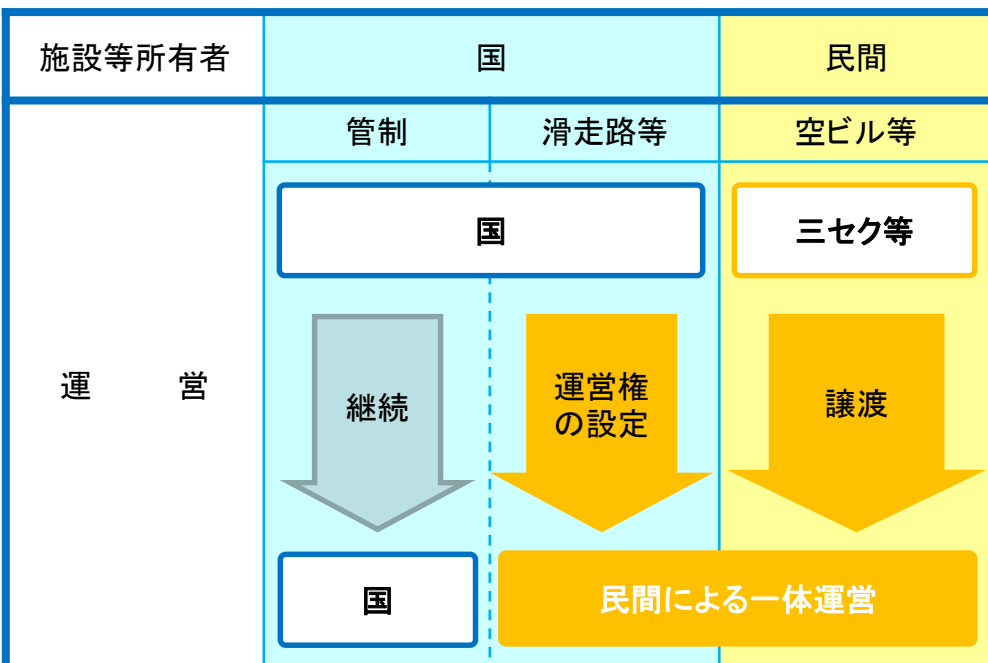 施設等所有者
国
民間
管制
滑走路等
空ビル等
国
三セク等
運　　　営
継続
運営権
の設定
譲渡
国
民間による一体運営